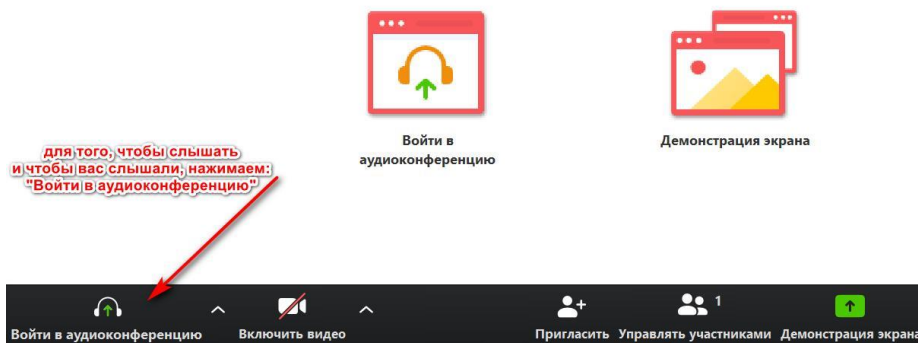 Войти в
аудиоконференцию
Демонстрация экрана
для того, чтобы слышать
и чтобы вас слышали, нажимаем:
"Войти в аудиоконференцию"
Войти в аудиоконференцию
Включить видео
Пригласить
1
Управлять участниками
Демонстрация экрана